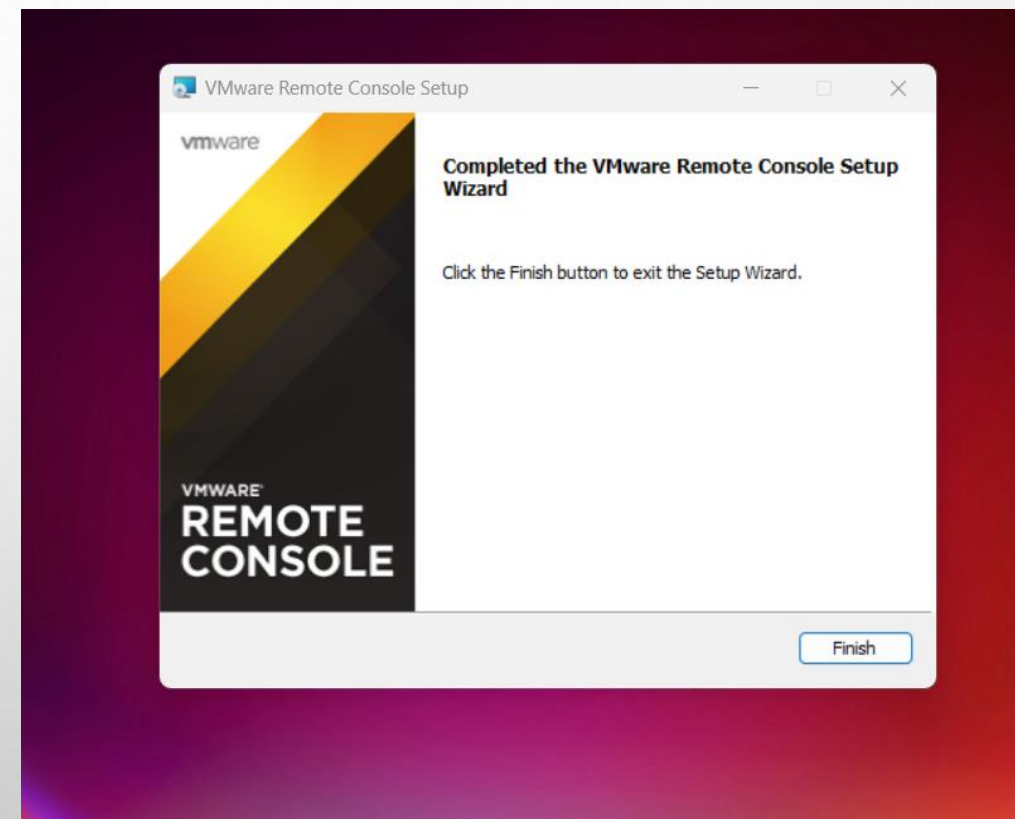 VMware Remote Console Setup
vmware
Completed the VMware Remote Console Setup
Wizard
Click the Finish button to exit the Setup Wizard.
VMWARE®
REMOTE
CONSOLE
Finish